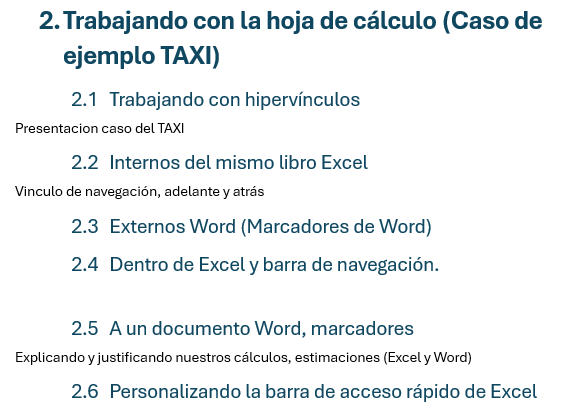 2. Trabajando con la hoja de cálculo (Caso de
ejemplo TAXI)
2.1 Trabajando con hipervínculos
Presentacion caso del TAXI
2.2 Internos del mismo libro Excel
Vinculo de navegación, adelante y atrás
2.3 Externos Word (Marcadores de Word)
2.4 Dentro de Excel y barra de navegación.
2.5 A un documento Word, marcadores
Explicando y justificando nuestros cálculos, estimaciones (Excel y Word)
2.6 Personalizando la barra de acceso rápido de Excel